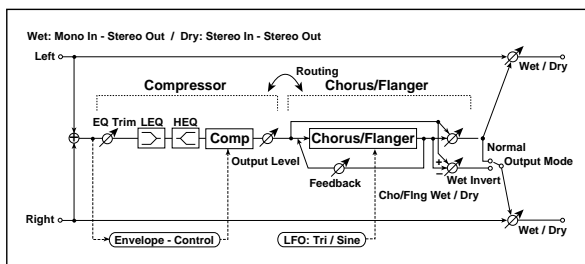 Wet: Mono In - Stereo Out / Dry: Stereo In - Stereo Out
Left
Wet / Dry
Routing
Compressor
Chorus/Flanger
EQ Trim
LEQ
HEQ
Comp
Output Level
Chorus/Flanger
Feedback
Cho/Flng Wet / Dry
+
–
Wet Invert
Normal
Output Mode
Right
Wet / Dry
Envelope - Control
LFO: Tri / Sine